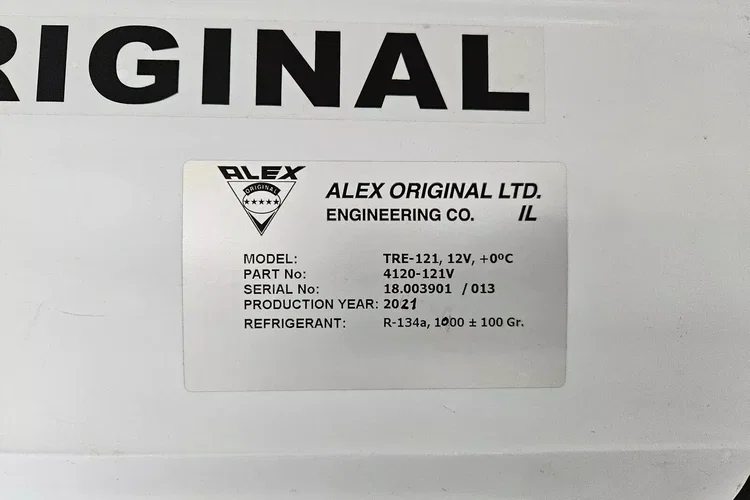 RIGINAL
ALEX
ORIGINAL
ALEX ORIGINAL LTD.
ENGINEERING CO. IL
MODEL: TRE-121, 12V, +0ºC
PART No: 4120-121V
SERIAL No: 18.003901 / 013
PRODUCTION YEAR: 2021
REFRIGERANT: R-134a, 1000 ± 100 Gr.